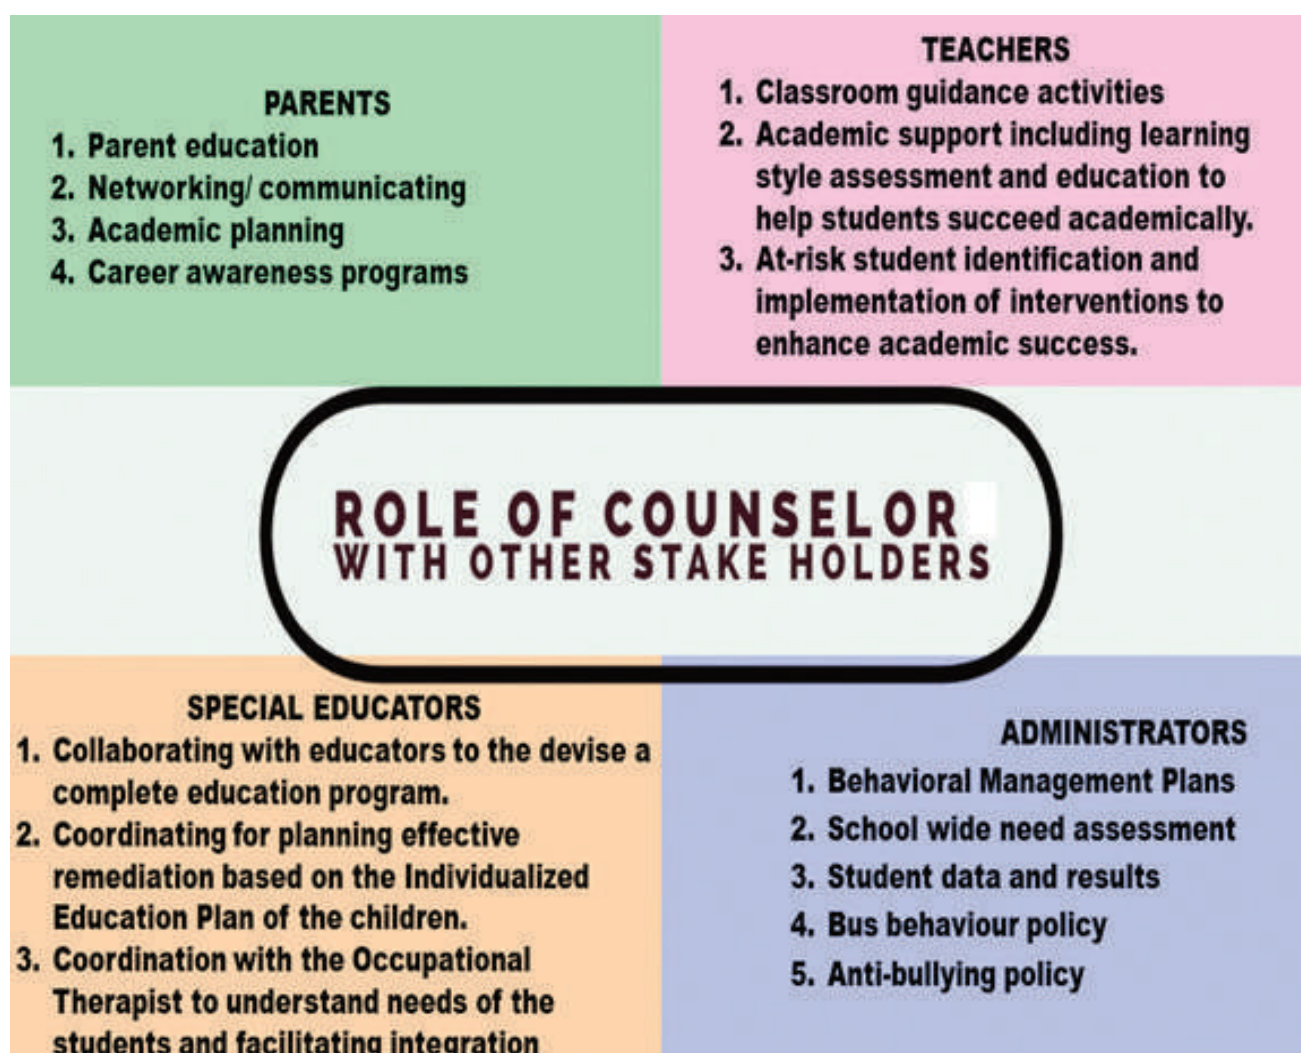 PARENTS
1. Parent education
2. Networking/ communicating
3. Academic planning
4. Career awareness programs
TEACHERS
1. Classroom guidance activities
2. Academic support including learning
style assessment and education to
help students succeed academically.
3. At-risk student identification and
implementation of interventions to
enhance academic success.
ROLE OF COUNSELOR
WITH OTHER STAKE HOLDERS
SPECIAL EDUCATORS
1. Collaborating with educators to the devise a
complete education program.
2. Coordinating for planning effective
remediation based on the Individualized
Education Plan of the children.
3. Coordination with the Occupational
Therapist to understand needs of the
students and facilitating integration
ADMINISTRATORS
1. Behavioral Management Plans
2. School wide need assessment
3. Student data and results
4. Bus behaviour policy
5. Anti-bullying policy